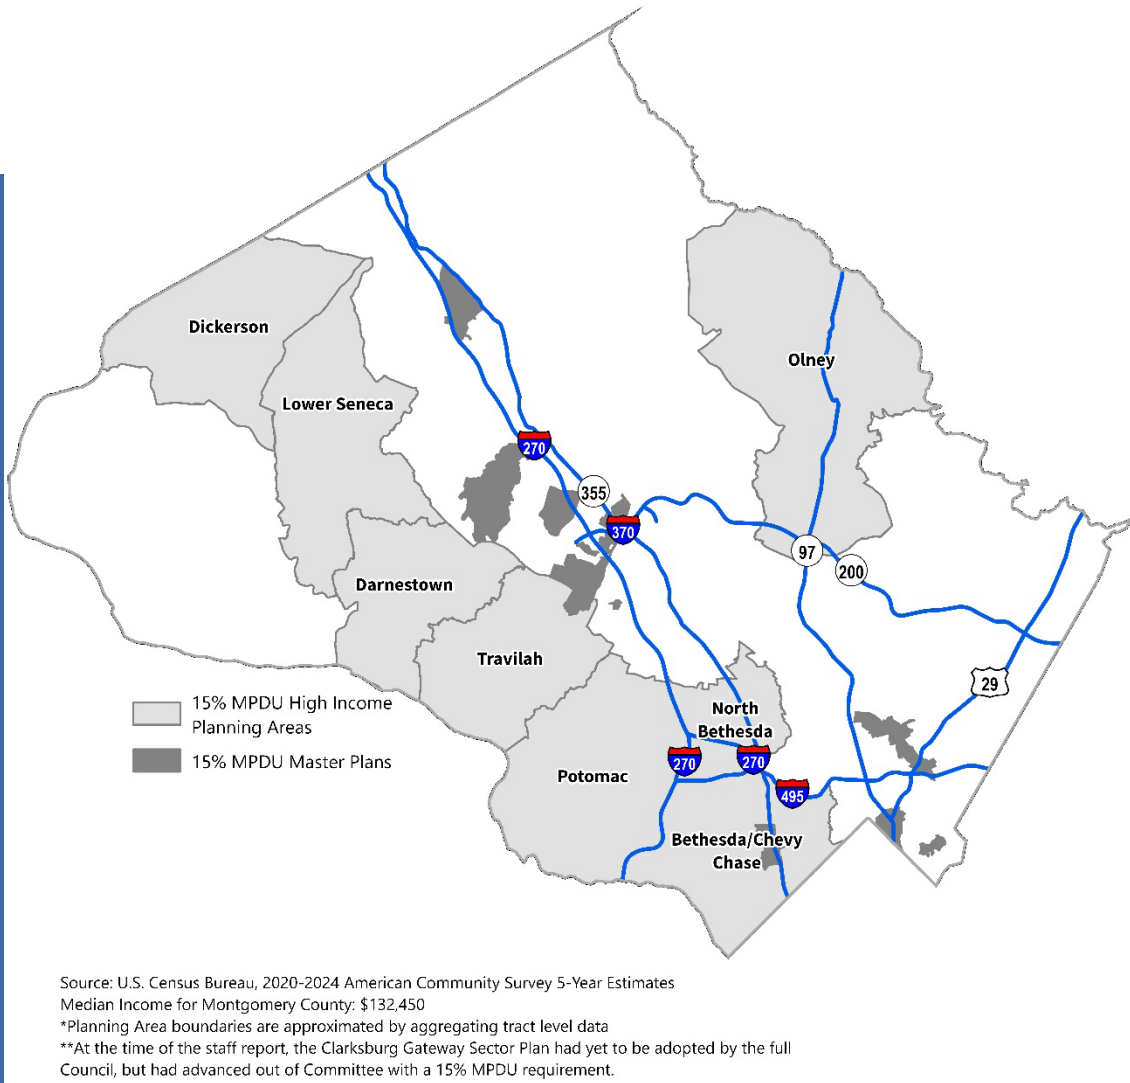 Dickerson
Olney
Lower Seneca
270
355
370
97
200
Darnestown
Travilah
29
15% MPDU High Income
Planning Areas
15% MPDU Master Plans
North
Bethesda
270
270
Potomac
495
Bethesda/Chevy
Chase
Source: U.S. Census Bureau, 2020-2024 American Community Survey 5-Year Estimates
Median Income for Montgomery County: $132,450
*Planning Area boundaries are approximated by aggregating tract level data
**At the time of the staff report, the Clarksburg Gateway Sector Plan had yet to be adopted by the full
Council, but had advanced out of Committee with a 15% MPDU requirement.